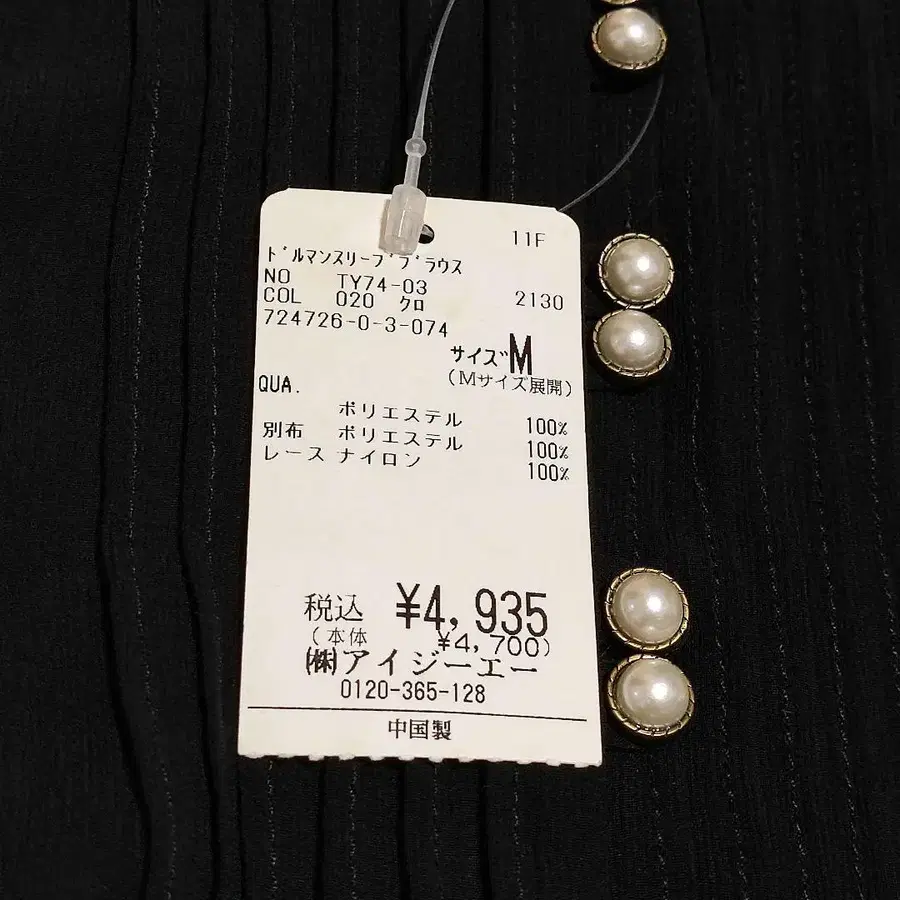 11F
ﾄﾞﾙﾏﾝｽﾘｰﾌﾞﾌﾞﾗｳｽ
NO TY74-03
COL 020 ｸﾛ 2130
724726-0-3-074
サイズM
(Mサイズ展開)
QUA.
ポリエステル 100%
別布 ポリエステル 100%
レース ナイロン 100%
税込 ¥4,935
(本体 ¥4,700)
㈱アイジーエー
0120-365-128
中国製